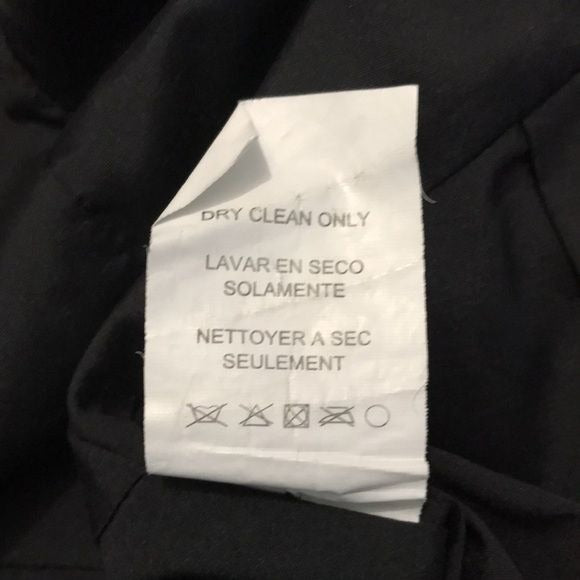 DRY CLEAN ONLY
LAVAR EN SECO
SOLAMENTE
NETTOYER A SEC
SEULEMENT